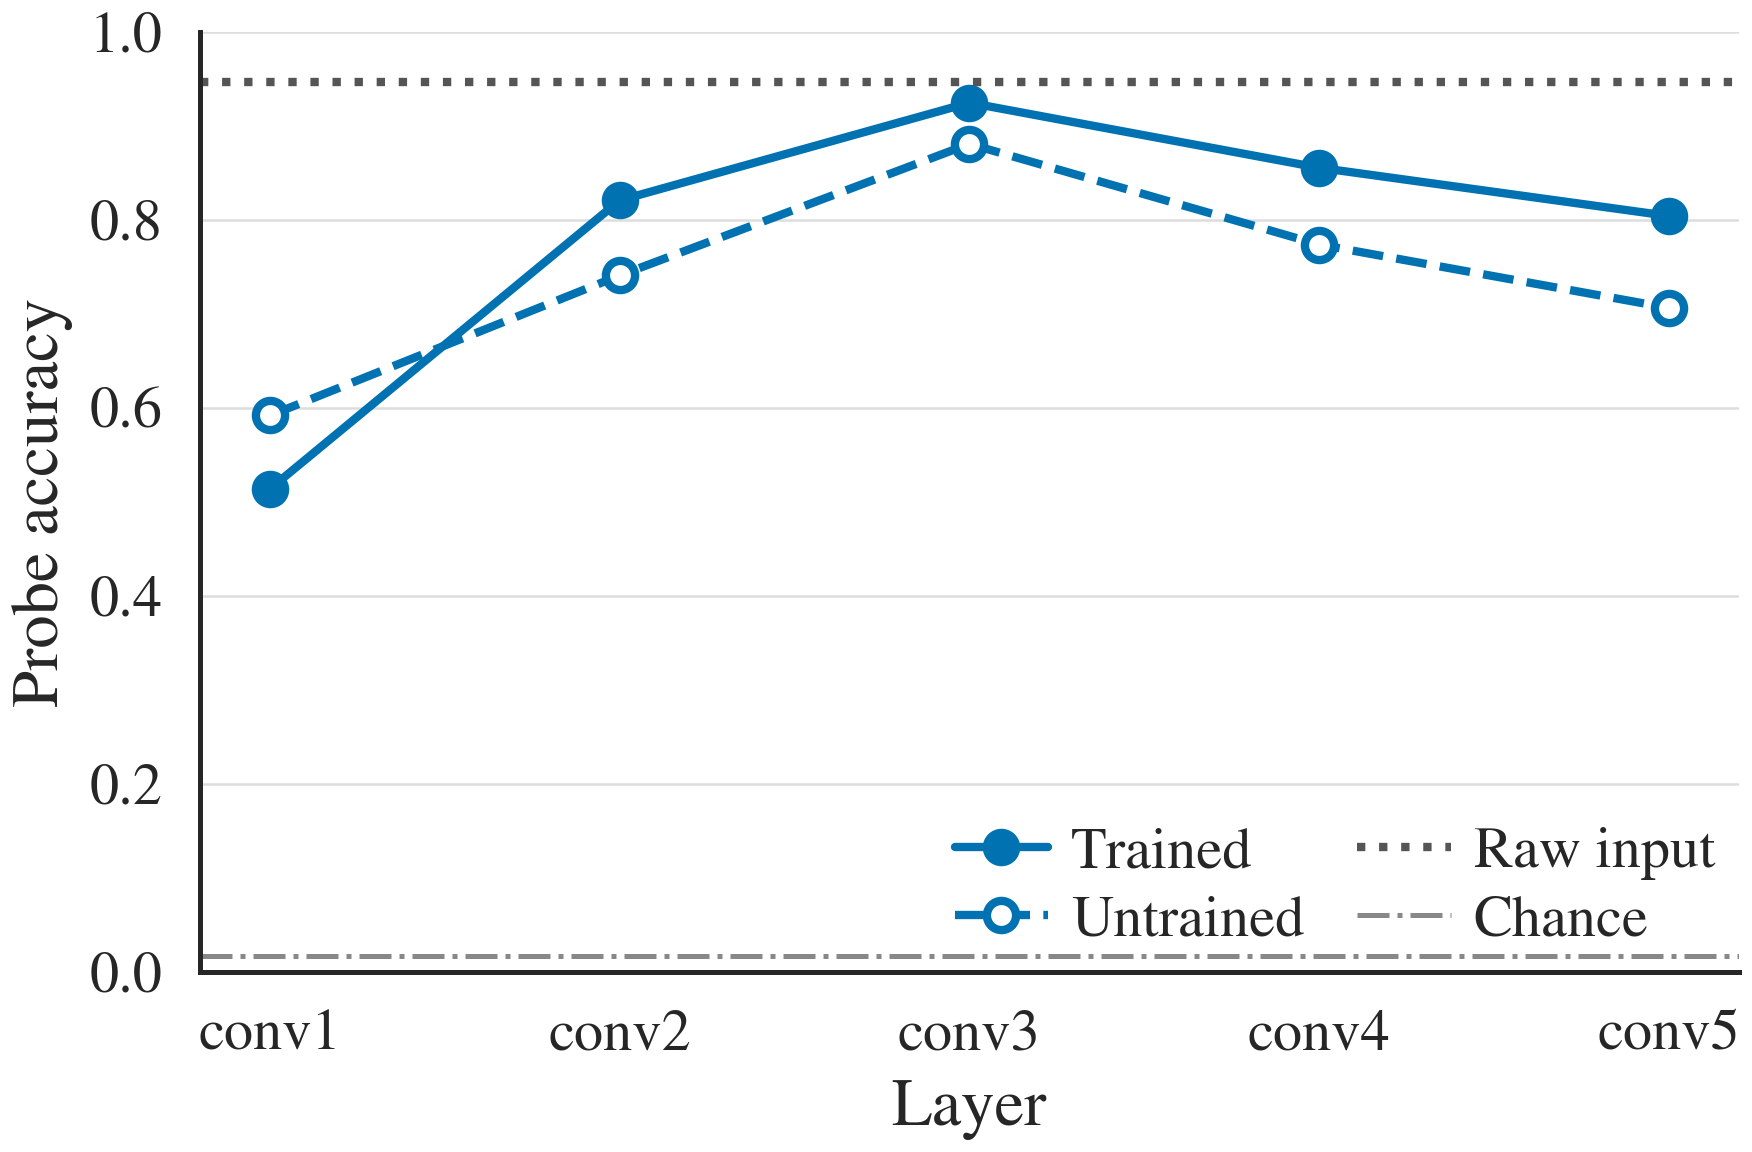 1.0
0.8
0.6
0.4
0.2
0.0
Probe accuracy
Trained
Untrained
Raw input
Chance
conv1 conv2 conv3 conv4 conv5
Layer